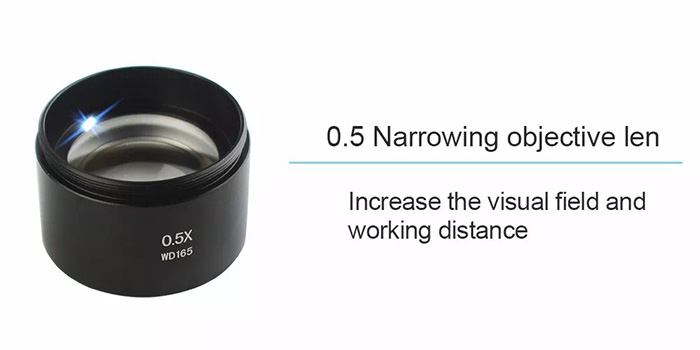 0.5X
WD165
0.5 Narrowing objective len
Increase the visual field and
working distance